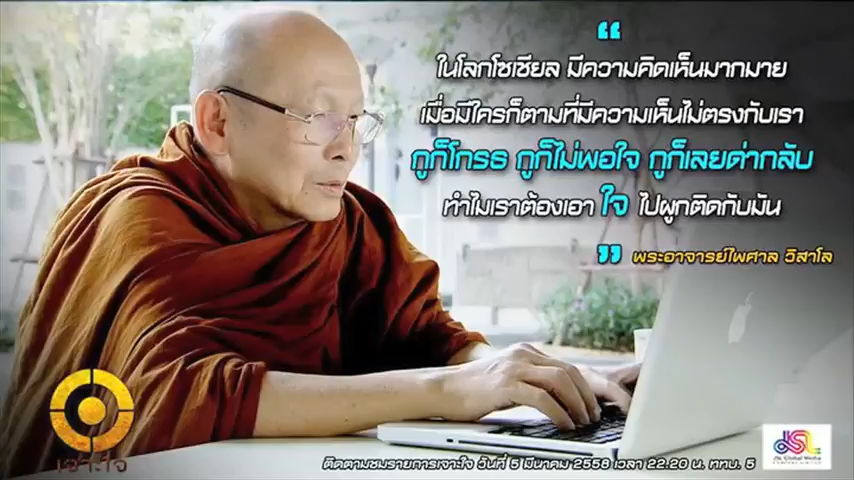 “
ในโลกโซเชียล มีความคิดเห็นมากมาย
เมื่อมีใครก็ตามที่มีความเห็นไม่ตรงกับเรา
กูก็โกรธ กูก็ไม่พอใจ กูก็เลยด่ากลับ
ทำไมเราต้องเอา ใจ ไปผูกติดกับมัน
” พระอาจารย์ไพศาล วิสาโล
เจาะใจ
JSL
JSL Global Media
ติดตามชมรายการเจาะใจ วันที่ 5 มีนาคม 2558 เวลา 22.20 น. ททบ. 5